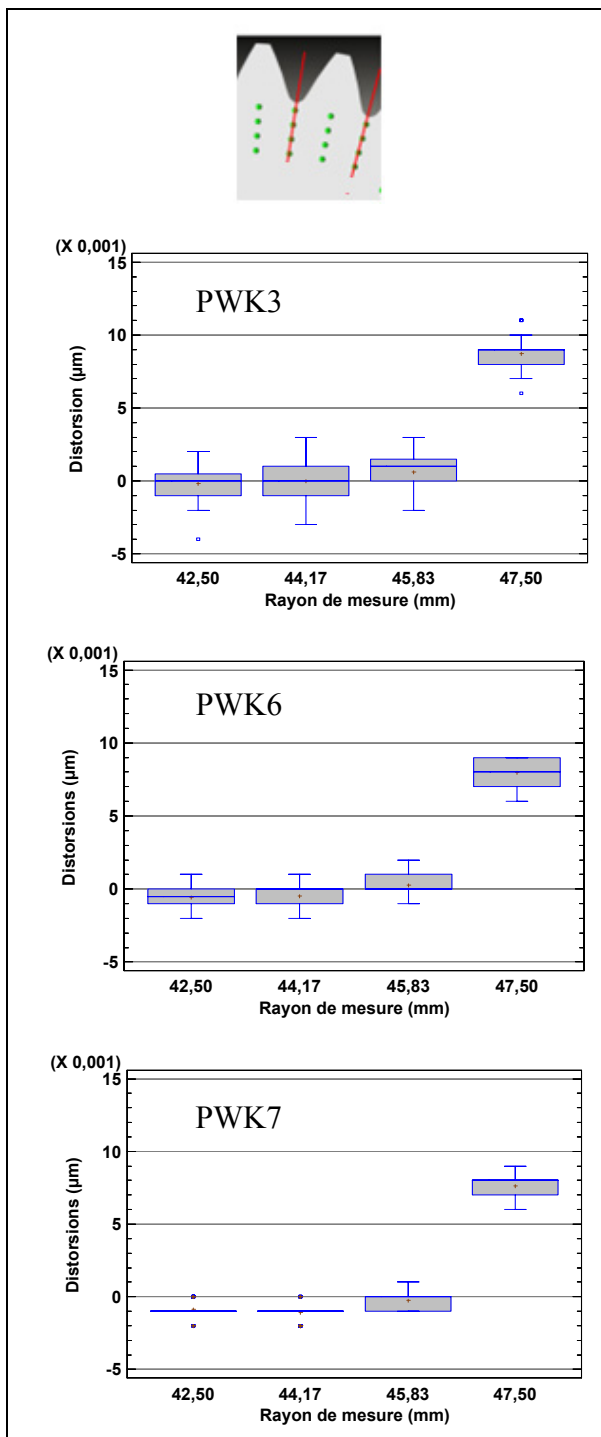 (X 0,001)
15
10
5
0
-5
Distorsion (µm)
PWK3
42,50 44,17 45,83 47,50
Rayon de mesure (mm)
(X 0,001)
15
10
5
0
-5
Distorsions (µm)
PWK6
42,50 44,17 45,83 47,50
Rayon de mesure (mm)
(X 0,001)
15
10
5
0
-5
Distorsions (µm)
PWK7
42,50 44,17 45,83 47,50
Rayon de mesure (mm)